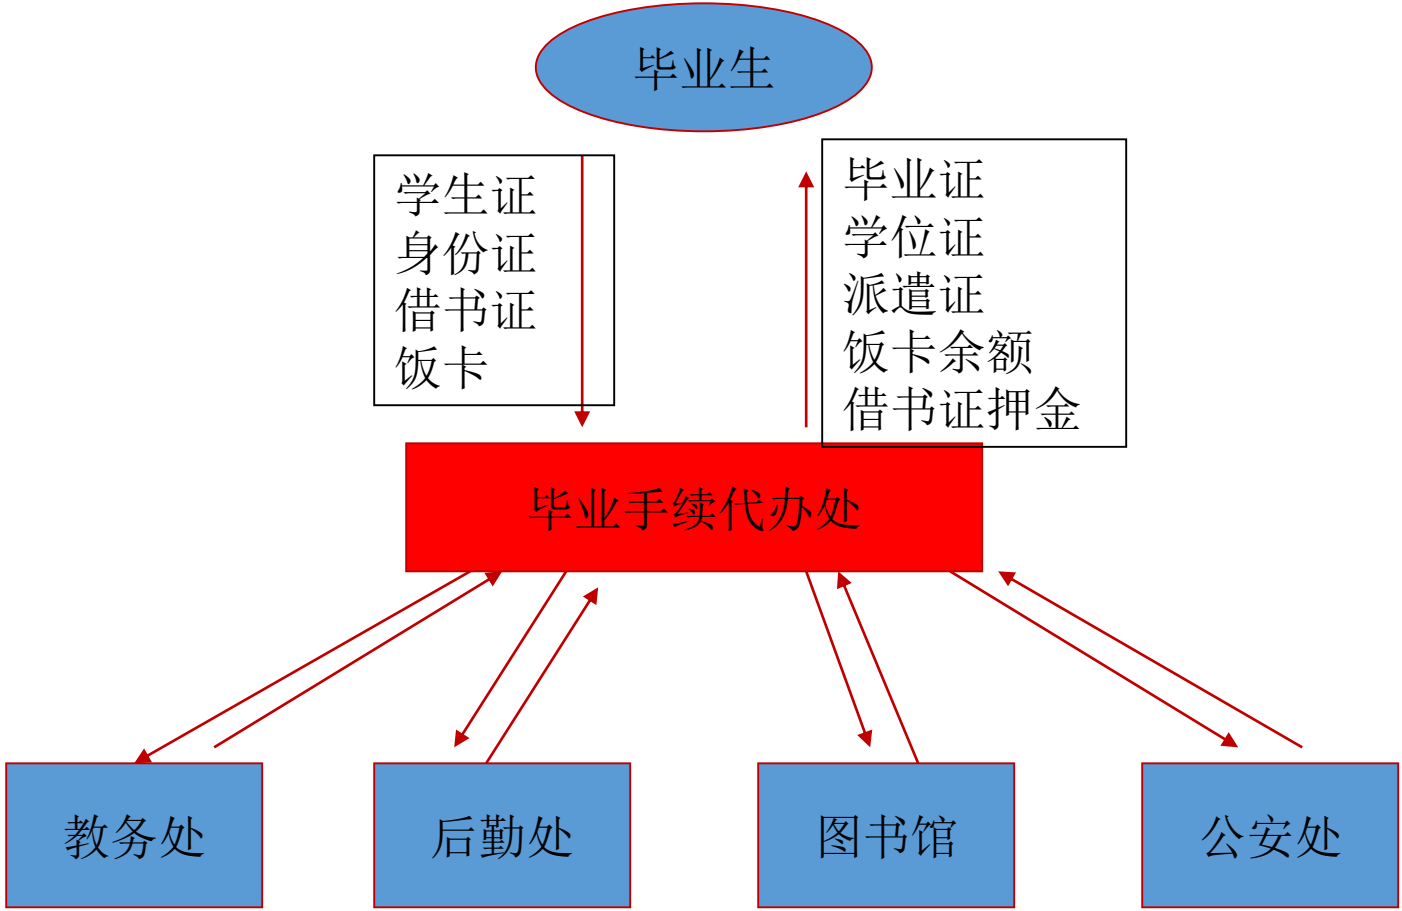 毕业生
学生证
身份证
借书证
饭卡
毕业证
学位证
派遣证
饭卡余额
借书证押金
毕业手续代办处
教务处
后勤处
图书馆
公安处